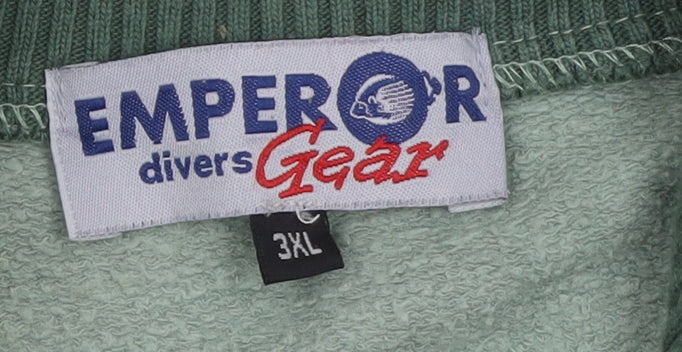 EMPEROR
divers Gear
3XL